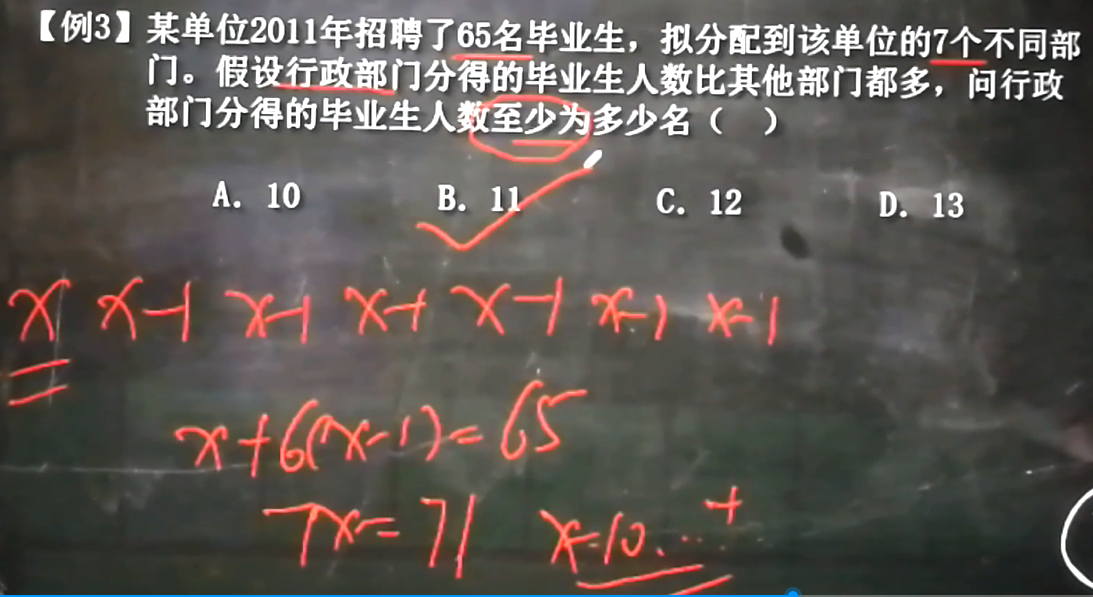 【例3】某单位2011年招聘了65名毕业生，拟分配到该单位的7个不同部
门。假设行政部门分得的毕业生人数比其他部门都多，问行政
部门分得的毕业生人数至少为多少名（　）
A. 10 B. 11 C. 12 D. 13
x x-1 x-1 x-1 x-1 x-1 x-1
x+6(x-1)=65
7x=71 x=10...+